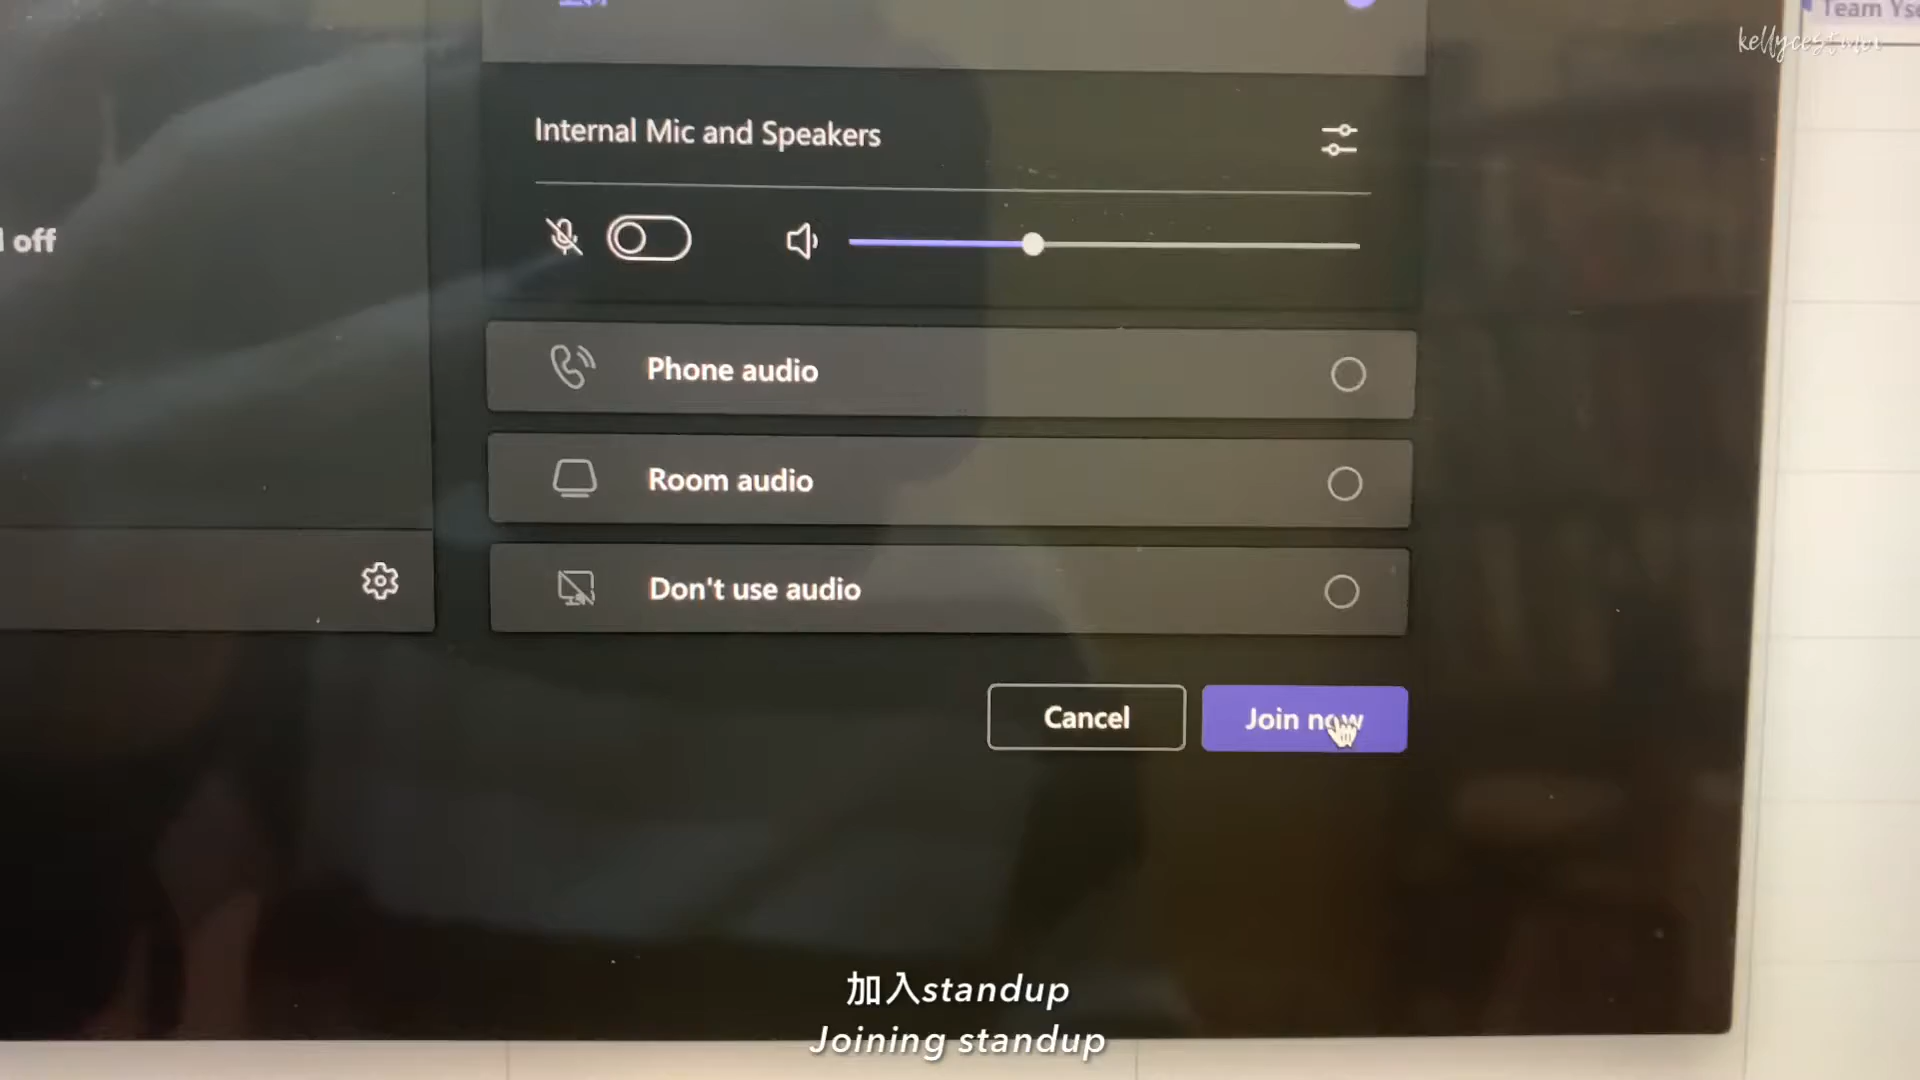 Team
Internal Mic and Speakers
off
Phone audio
Room audio
Don't use audio
Cancel
Join now
加入standup
Joining standup